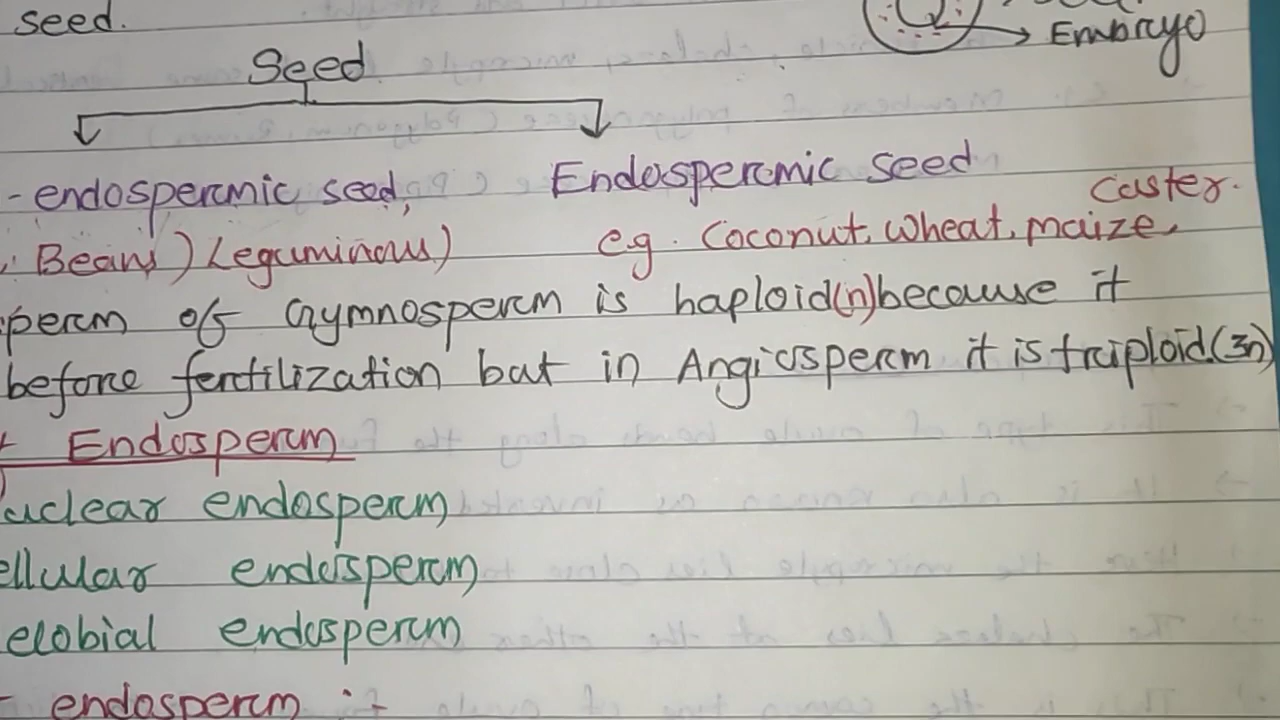 seed.
Embryo
Seed
- endospermic seed, Endospermic seed
Caster.
Beans) Leguminous) e.g. Coconut, Wheat, maize,
perm of Gymnosperm is haploid(n) because it
before fertilization but in Angiosperm it is triploid (3n)
Endosperm
uclear endosperm
ellular endosperm
elobial endosperm
- endosperm :-